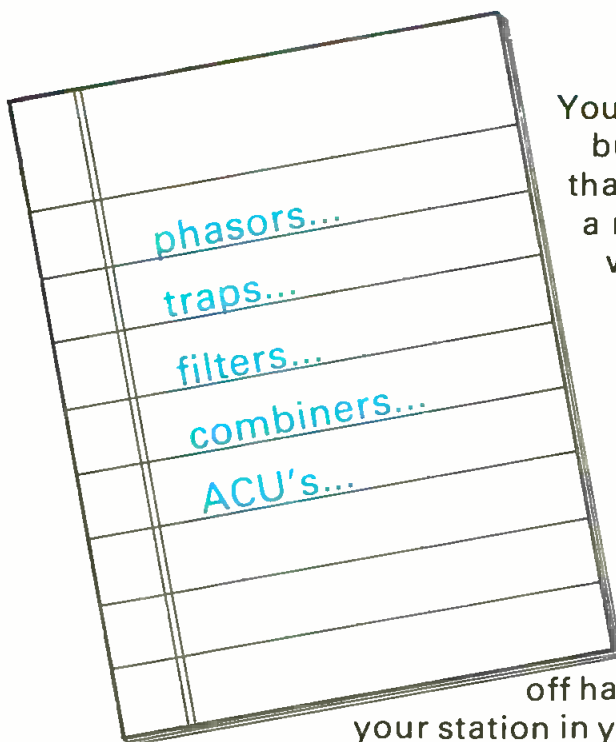 You
bu
tha
a
phasors...
traps...
filters...
combiners...
ACU's...
off ha
your station in y